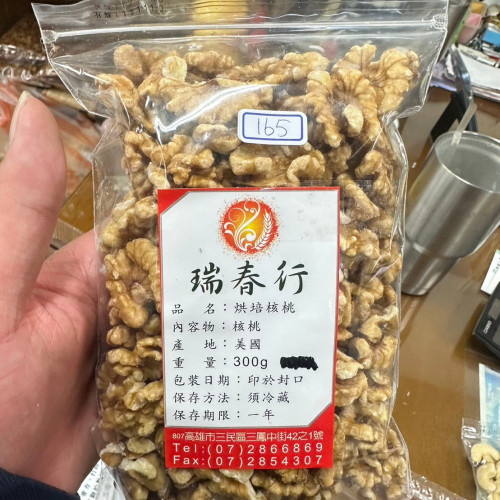 165
瑞春行
品 名：烘培核桃
內容物：核桃
產 地：美國
重 量：300g
包裝日期：印於封口
保存方法：須冷藏
保存期限：一年
807高雄市三民區三鳳中街42之1號
Tel:(07)2866869
Fax:(07)2854307